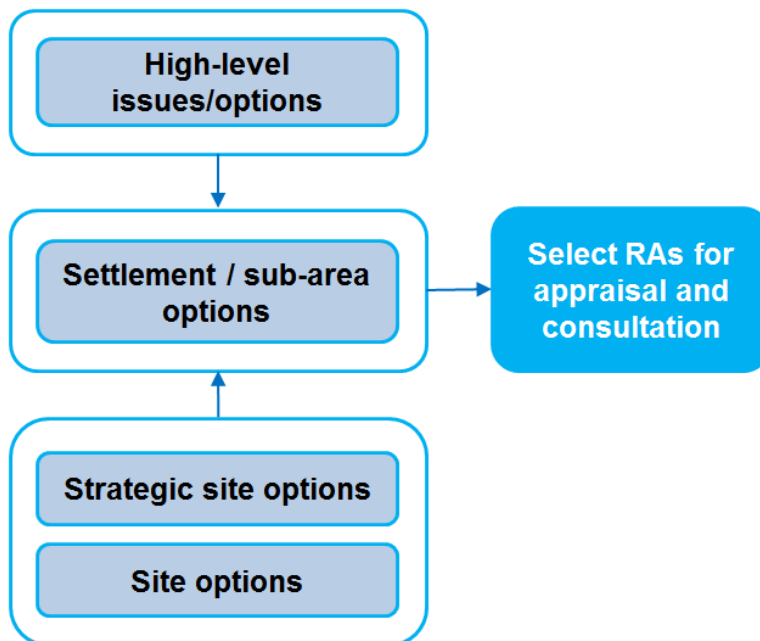 High-level
issues/options
Settlement / sub-area
options
Select RAs for
appraisal and
consultation
Strategic site options
Site options